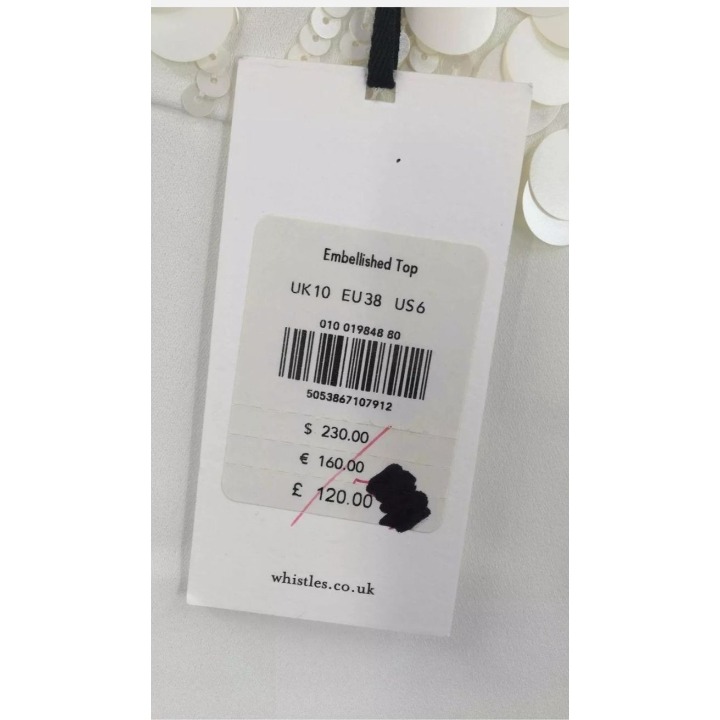 Embellished Top
UK10 EU38 US6
010 019848 80
5053867107912
$ 230.00
€ 160.00
£ 120.00
whistles.co.uk